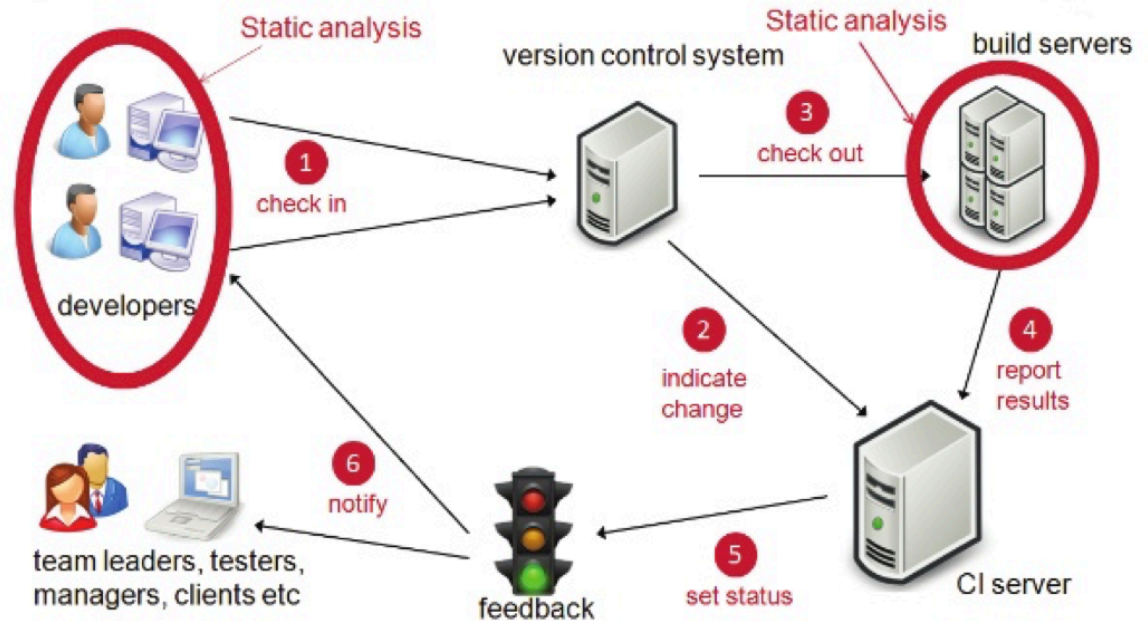 Static analysis
Static analysis
version control system
build servers
1
check in
3
check out
developers
2
indicate
change
4
report
results
6
notify
team leaders, testers,
managers, clients etc
feedback
5
set status
CI server